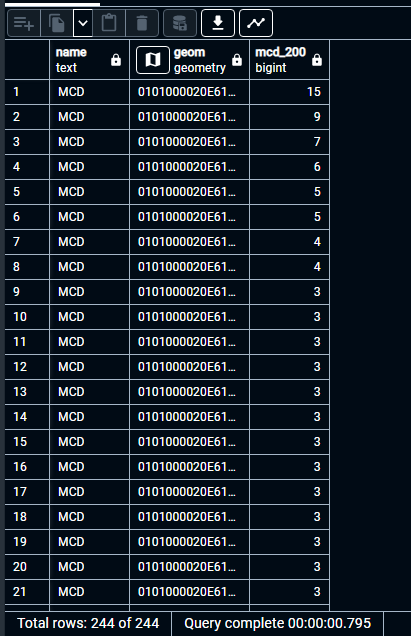 name geom mcd_200
text geometry bigint
1 MCD 0101000020E61... 15
2 MCD 0101000020E61... 9
3 MCD 0101000020E61... 7
4 MCD 0101000020E61... 6
5 MCD 0101000020E61... 5
6 MCD 0101000020E61... 5
7 MCD 0101000020E61... 4
8 MCD 0101000020E61... 4
9 MCD 0101000020E61... 3
10 MCD 0101000020E61... 3
11 MCD 0101000020E61... 3
12 MCD 0101000020E61... 3
13 MCD 0101000020E61... 3
14 MCD 0101000020E61... 3
15 MCD 0101000020E61... 3
16 MCD 0101000020E61... 3
17 MCD 0101000020E61... 3
18 MCD 0101000020E61... 3
19 MCD 0101000020E61... 3
20 MCD 0101000020E61... 3
21 MCD 0101000020E61... 3
Total rows: 244 of 244 Query complete 00:00:00.795